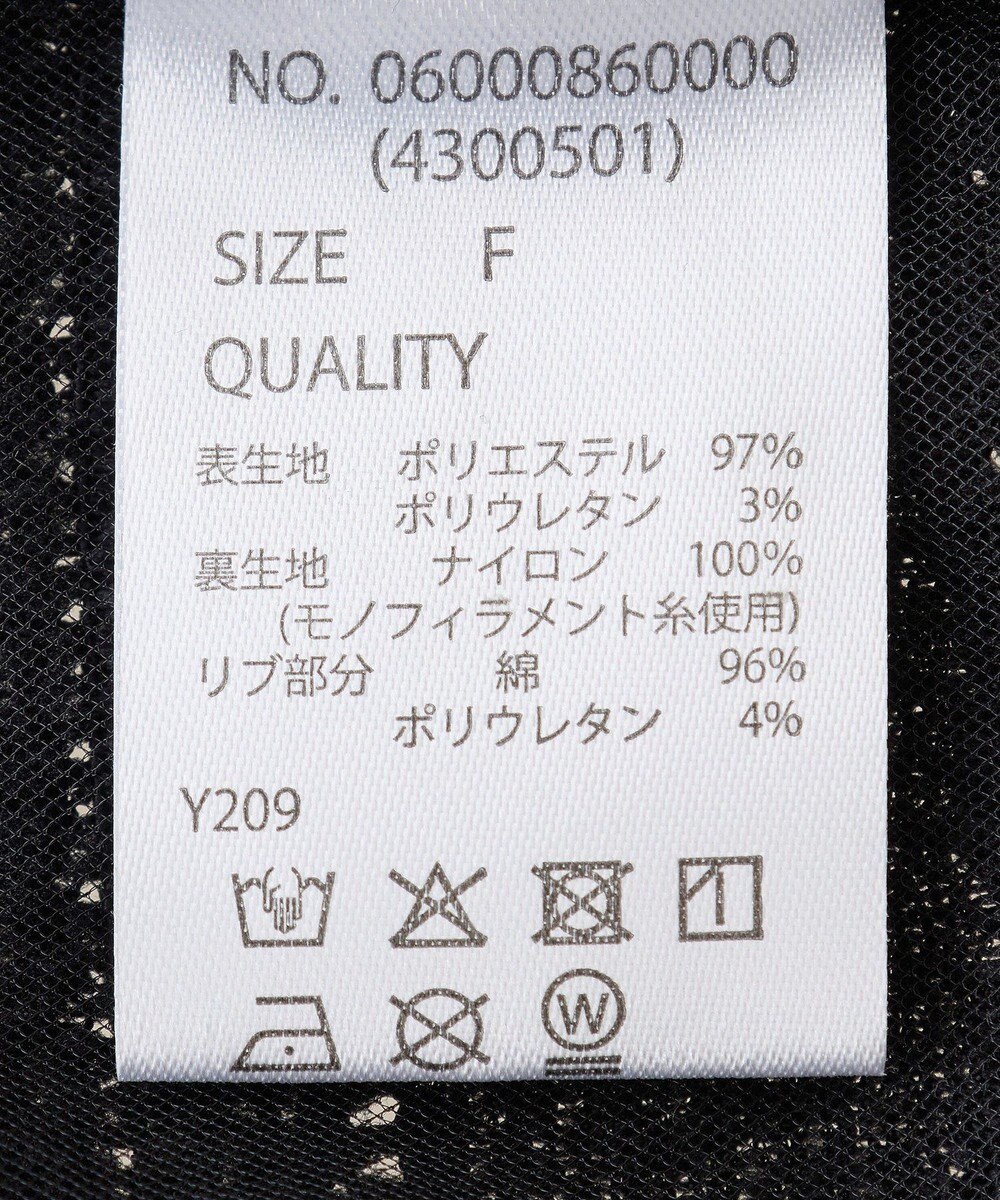 NO. 06000860000
(4300501)
SIZE F
QUALITY
表生地 ポリエステル 97%
ポリウレタン 3%
裏生地 ナイロン 100%
(モノフィラメント糸使用)
リブ部分 綿 96%
ポリウレタン 4%
Y209
W